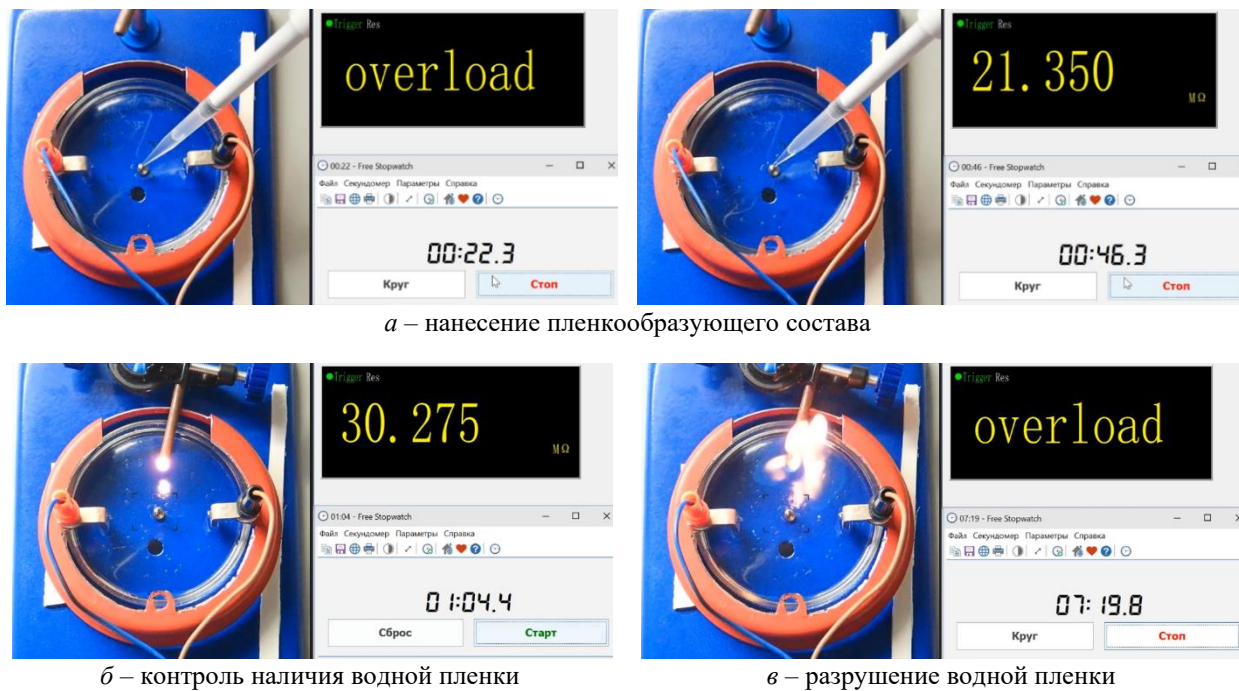 Trigger Res
overload
00:22 - Free Stopwatch
Файл Секундомер Параметры Справка
00:22.3
Круг
Стоп
Trigger Res
21.350
MΩ
00:46 - Free Stopwatch
Файл Секундомер Параметры Справка
00:46.3
Круг
Стоп
а – нанесение пленкообразующего состава
Trigger Res
30.275
MΩ
01:04 - Free Stopwatch
Файл Секундомер Параметры Справка
01:04.4
Сброс
Старт
Trigger Res
overload
07:19 - Free Stopwatch
Файл Секундомер Параметры Справка
07:19.8
Круг
Стоп
б – контроль наличия водной пленки
в – разрушение водной пленки